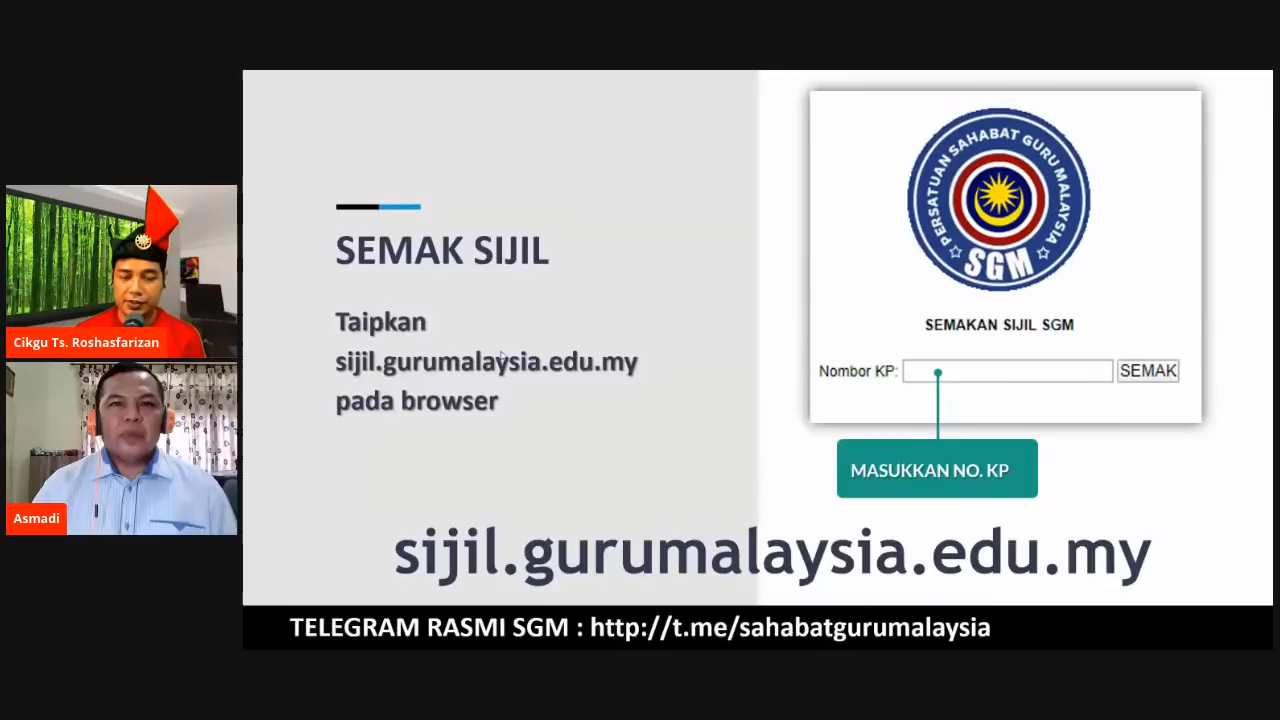 SEMAK SIJIL
Taipkan
sijil.gurumalaysia.edu.my
pada browser
PERSATUAN SAHABAT GURU MALAYSIA
SGM
SEMAKAN SIJIL SGM
Nombor KP:
SEMAK
MASUKKAN NO. KP
sijil.gurumalaysia.edu.my
Cikgu Ts. Roshasfarizan
Asmadi
TELEGRAM RASMI SGM : http://t.me/sahabatgurumalaysia